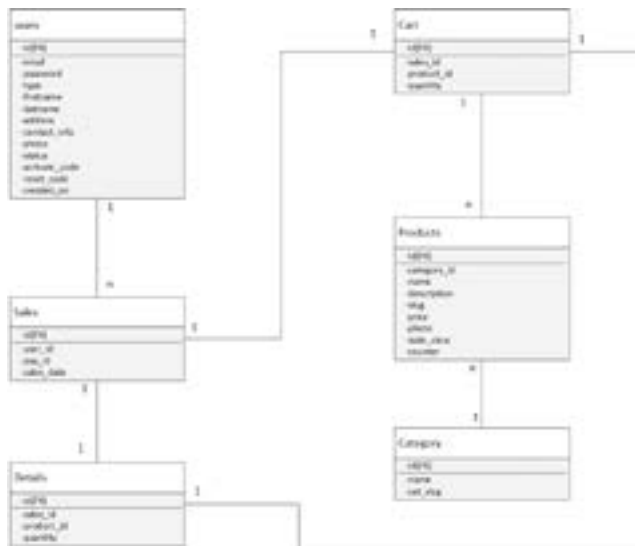 users
id(PK)
email
password
type
firstname
lastname
address
contact_info
photo
status
activate_code
reset_code
created_on
1
n
Sales
id(PK)
user_id
pay_id
sales_date
1
1
1
Details
id(PK)
sales_id
product_id
quantity
1
1
Cart
id(PK)
sales_id
product_id
quantity
1
1
n
Products
id(PK)
category_id
name
description
slug
price
photo
date_view
counter
n
1
Category
id(PK)
name
cat_slug